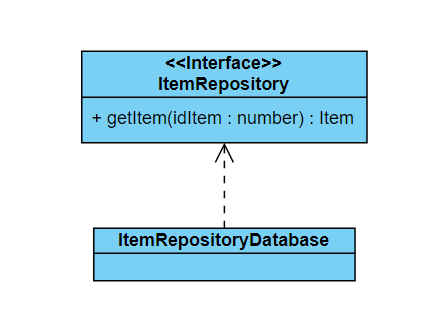 <<Interface>>
ItemRepository
+ getItem(idItem : number) : Item
ItemRepositoryDatabase